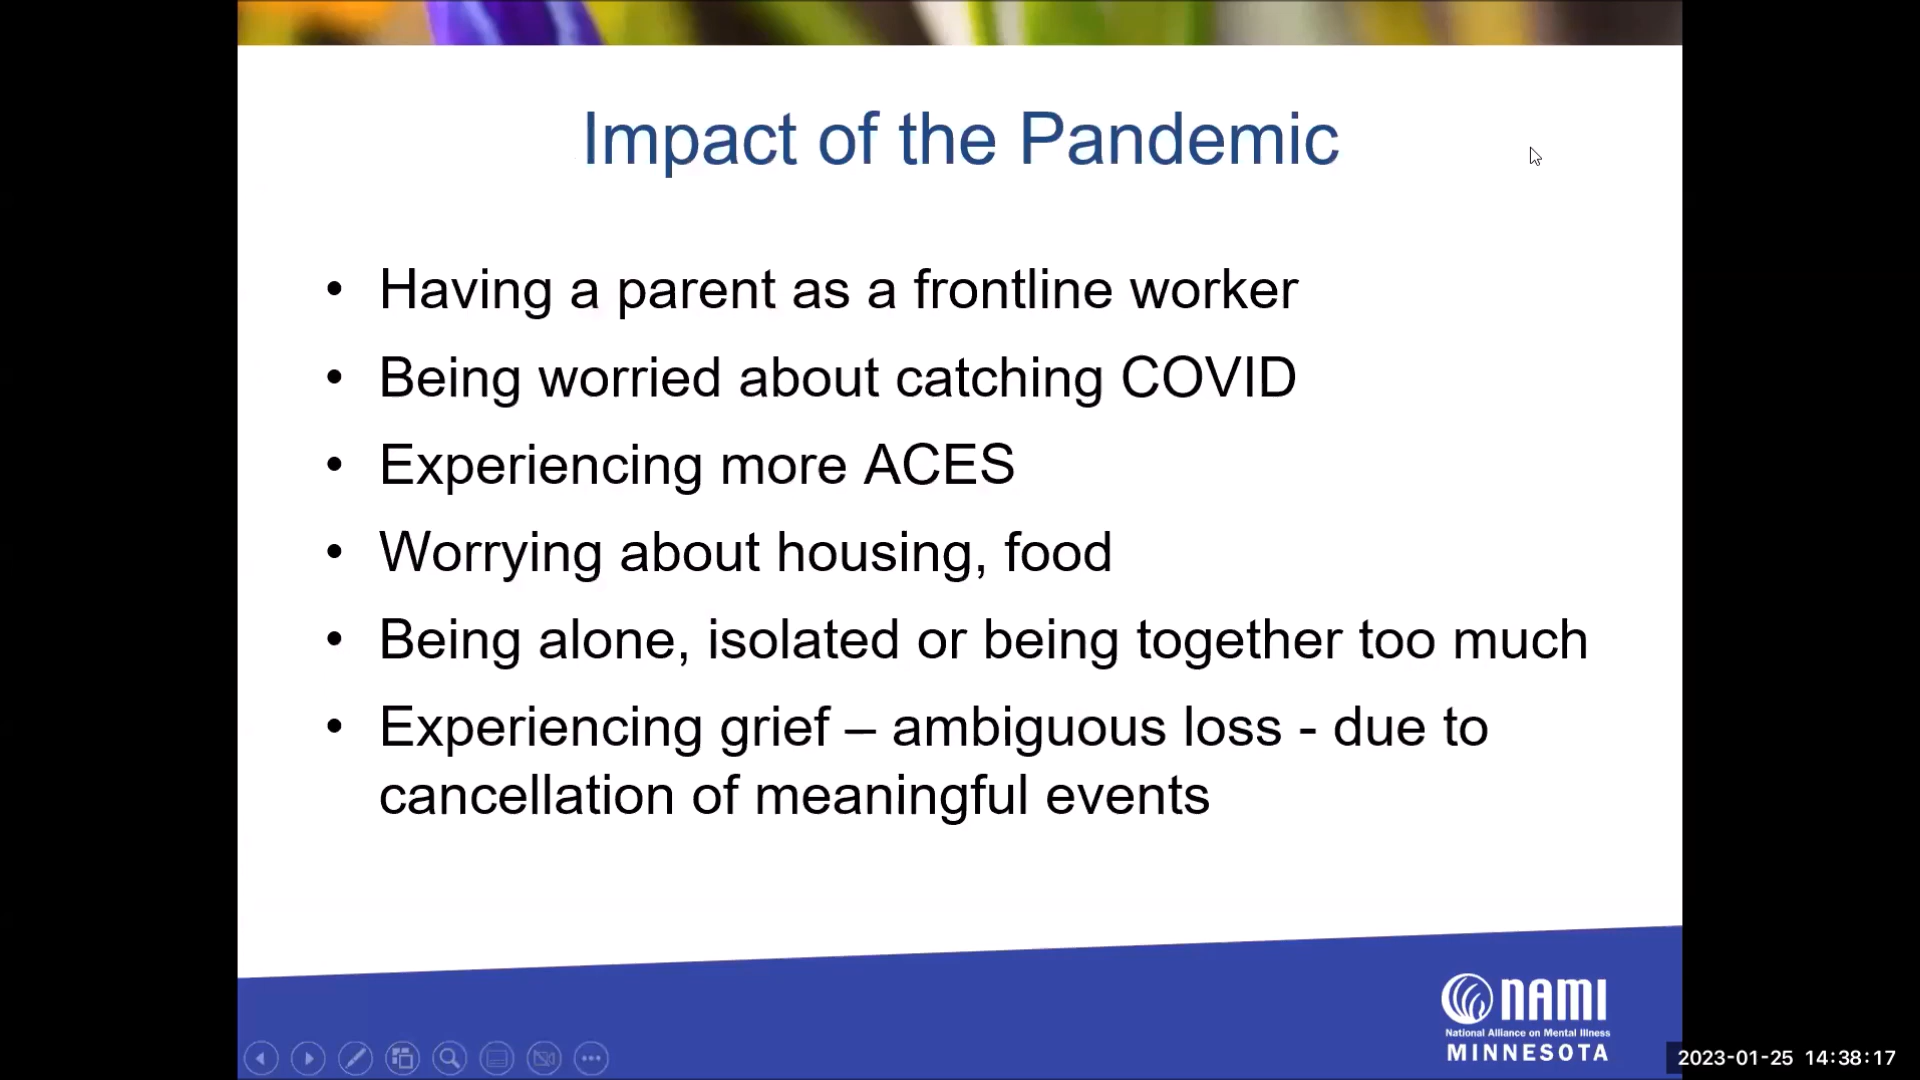 Impact of the Pandemic
• Having a parent as a frontline worker
• Being worried about catching COVID
• Experiencing more ACES
• Worrying about housing, food
• Being alone, isolated or being together too much
• Experiencing grief – ambiguous loss - due to
cancellation of meaningful events
NAMI
National Alliance on Mental Illness
MINNESOTA
2023-01-25 14:38:17